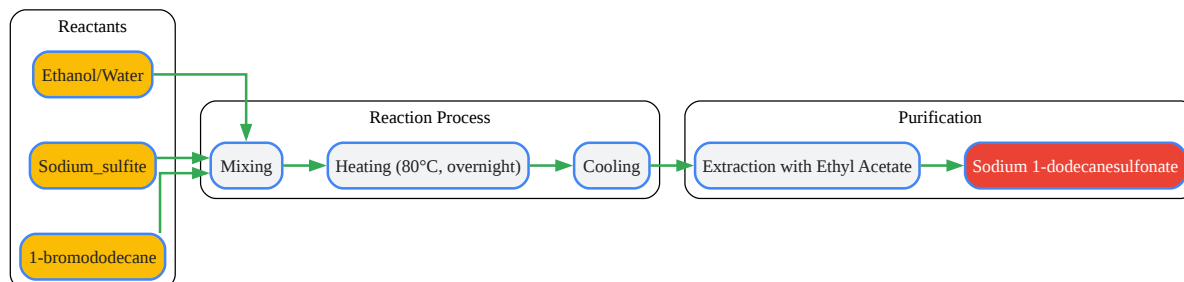 Reactants
Ethanol/Water
Sodium_sulfite
1-bromododecane
Reaction Process
Mixing
Heating (80°C, overnight)
Cooling
Purification
Extraction with Ethyl Acetate
Sodium 1-dodecanesulfonate